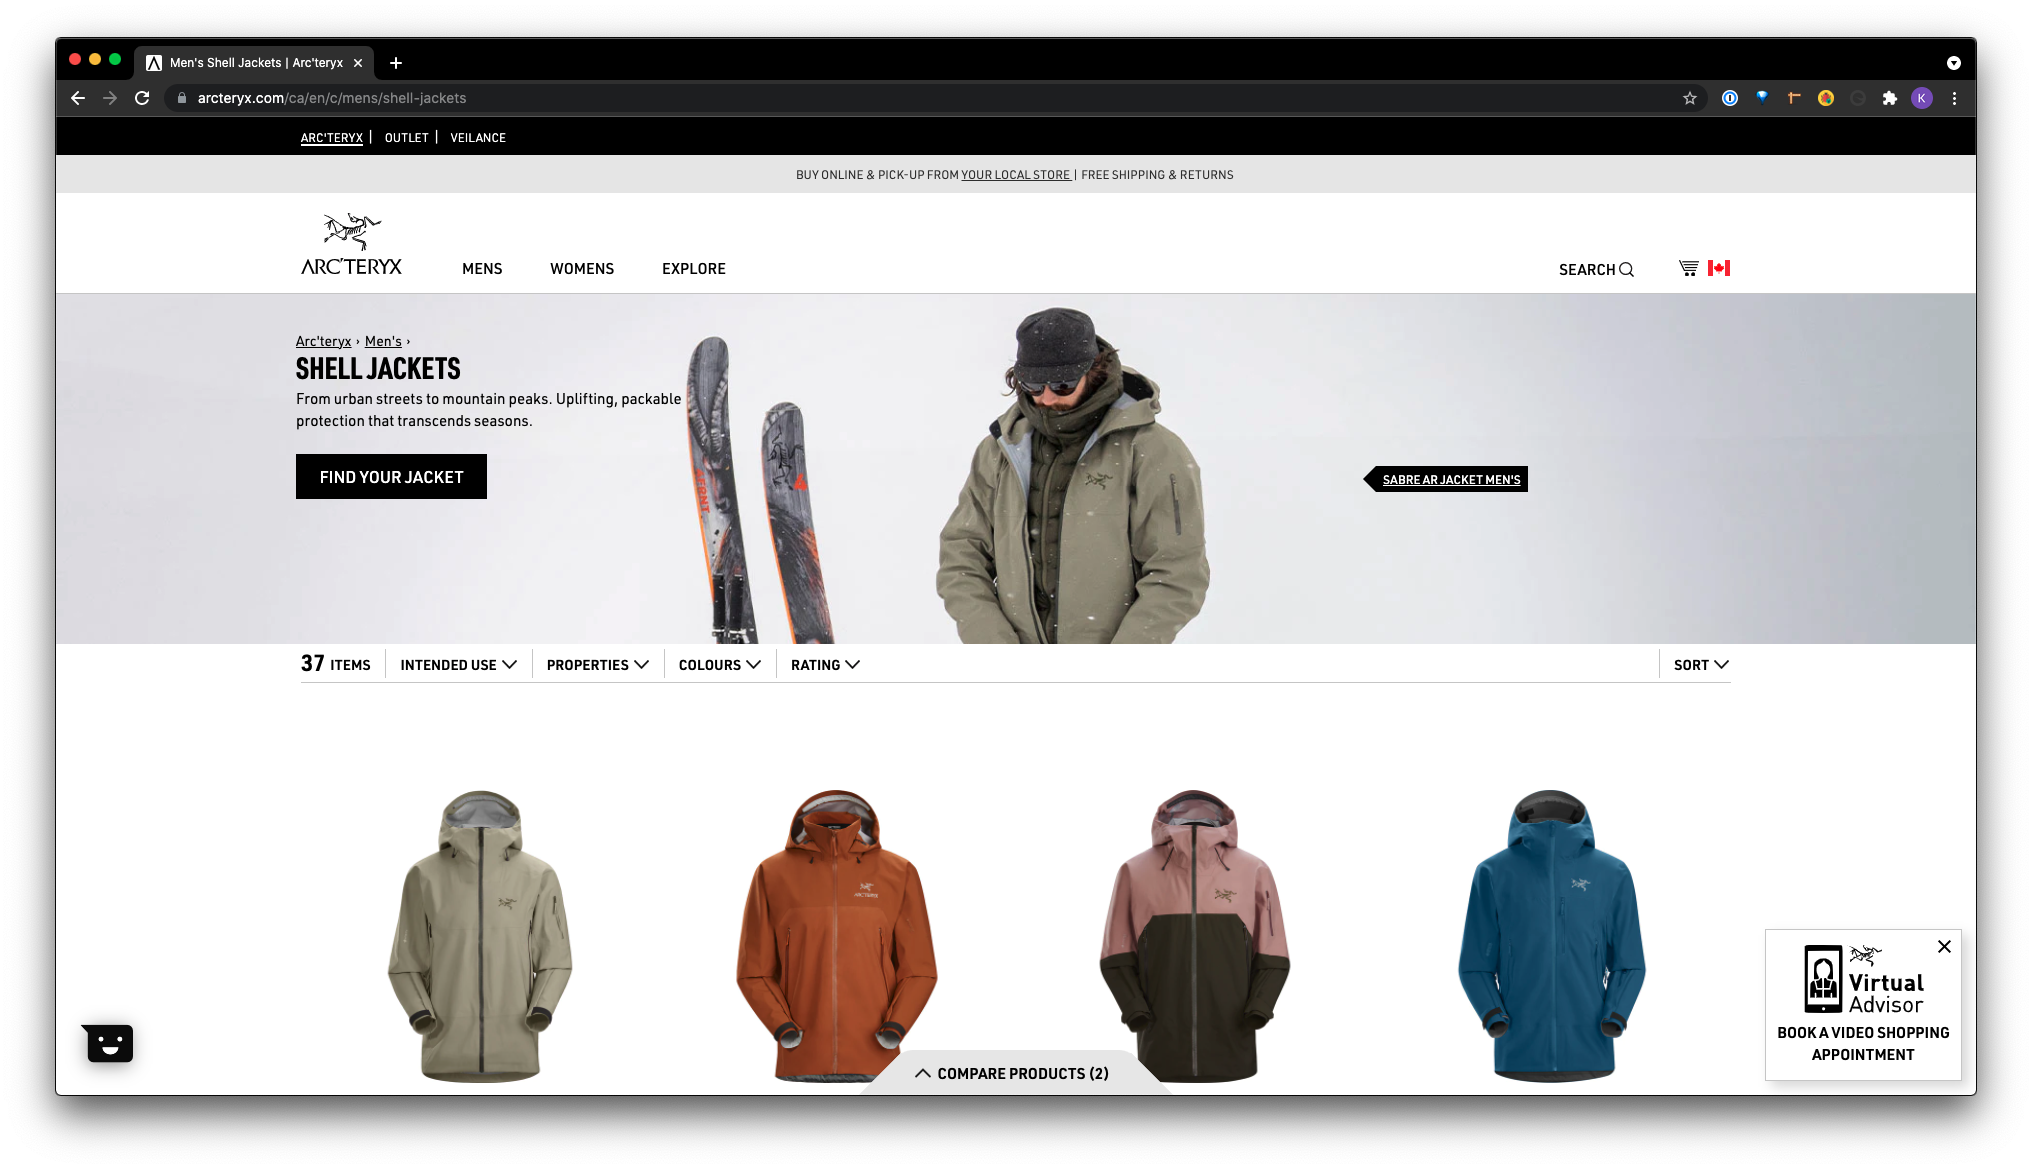 Men's Shell Jackets | Arc'teryx
arcteryx.com/ca/en/c/mens/shell-jackets
K
ARC'TERYX | OUTLET | VEILANCE
BUY ONLINE & PICK-UP FROM YOUR LOCAL STORE | FREE SHIPPING & RETURNS
ARC'TERYX
MENS
WOMENS
EXPLORE
SEARCH
Arc'teryx › Men's ›
SHELL JACKETS
From urban streets to mountain peaks. Uplifting, packable
protection that transcends seasons.
FIND YOUR JACKET
SABRE AR JACKET MEN'S
37 ITEMS
INTENDED USE
PROPERTIES
COLOURS
RATING
SORT
ARC'TERYX
Virtual
Advisor
BOOK A VIDEO SHOPPING
APPOINTMENT
COMPARE PRODUCTS (2)